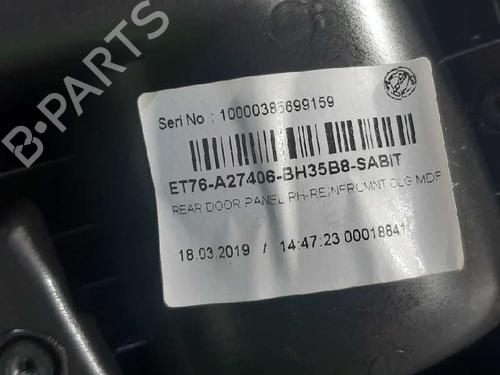 Seri No : 10000385699159
ET76-A27406-BH35B8-SABIT
REAR DOOR PANEL RH-REINFRCMNT DLG MDF
18.03.2019 / 14:47:23 00018841
B-PARTS